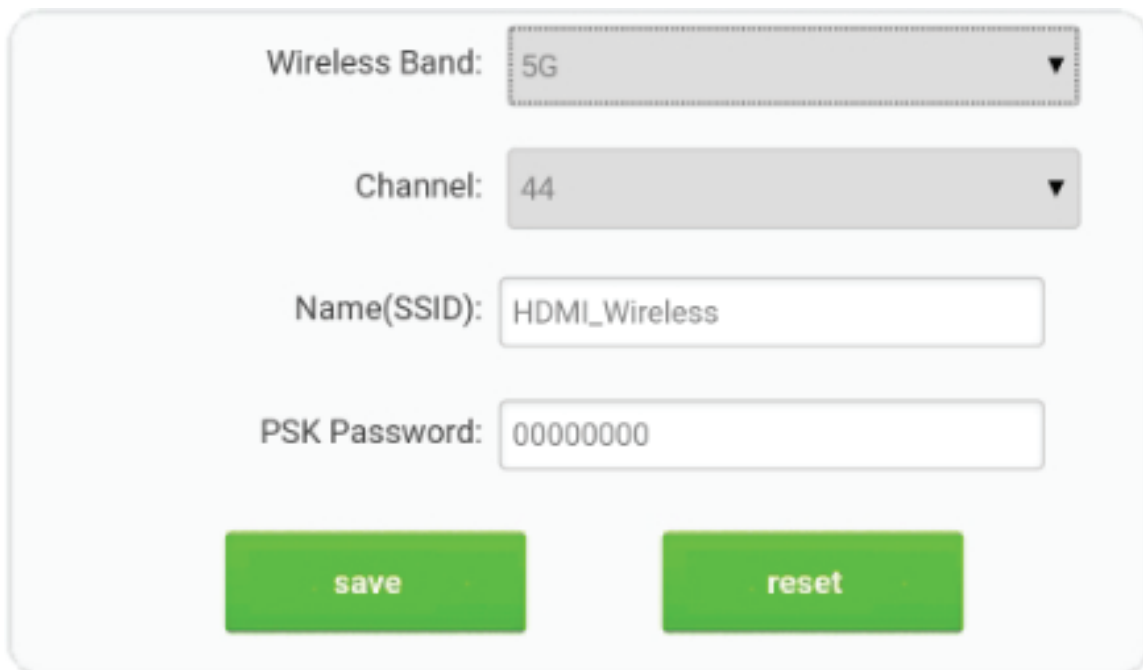 Wireless Band: 5G
Channel: 44
Name(SSID): HDMI_Wireless
PSK Password: 00000000
save reset